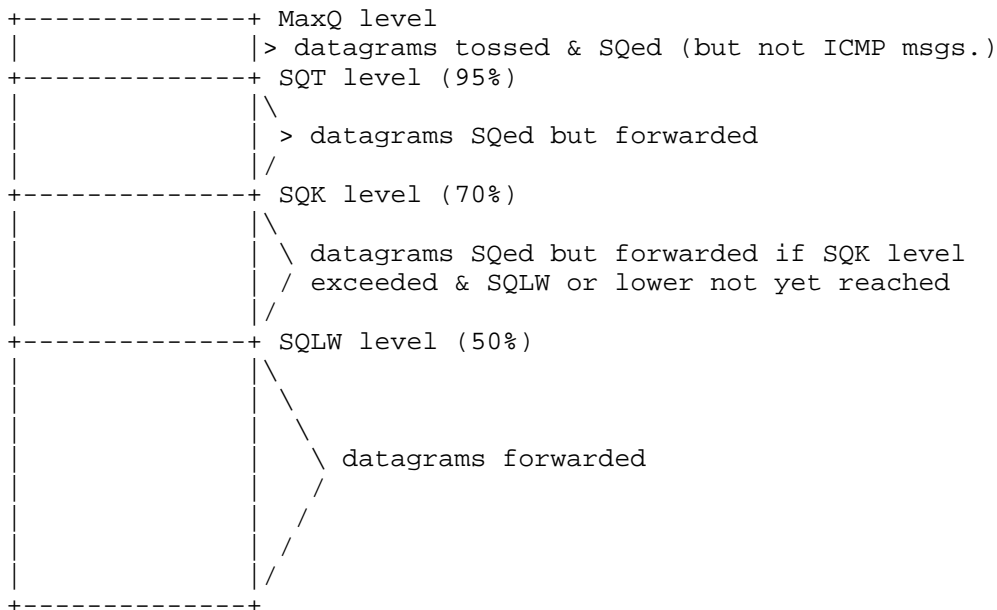 MaxQ level
datagrams tossed & SQed (but not ICMP msgs.)
SQT level (95%)
datagrams SQed but forwarded
SQK level (70%)
datagrams SQed but forwarded if SQK level
exceeded & SQLW or lower not yet reached
SQLW level (50%)
datagrams forwarded